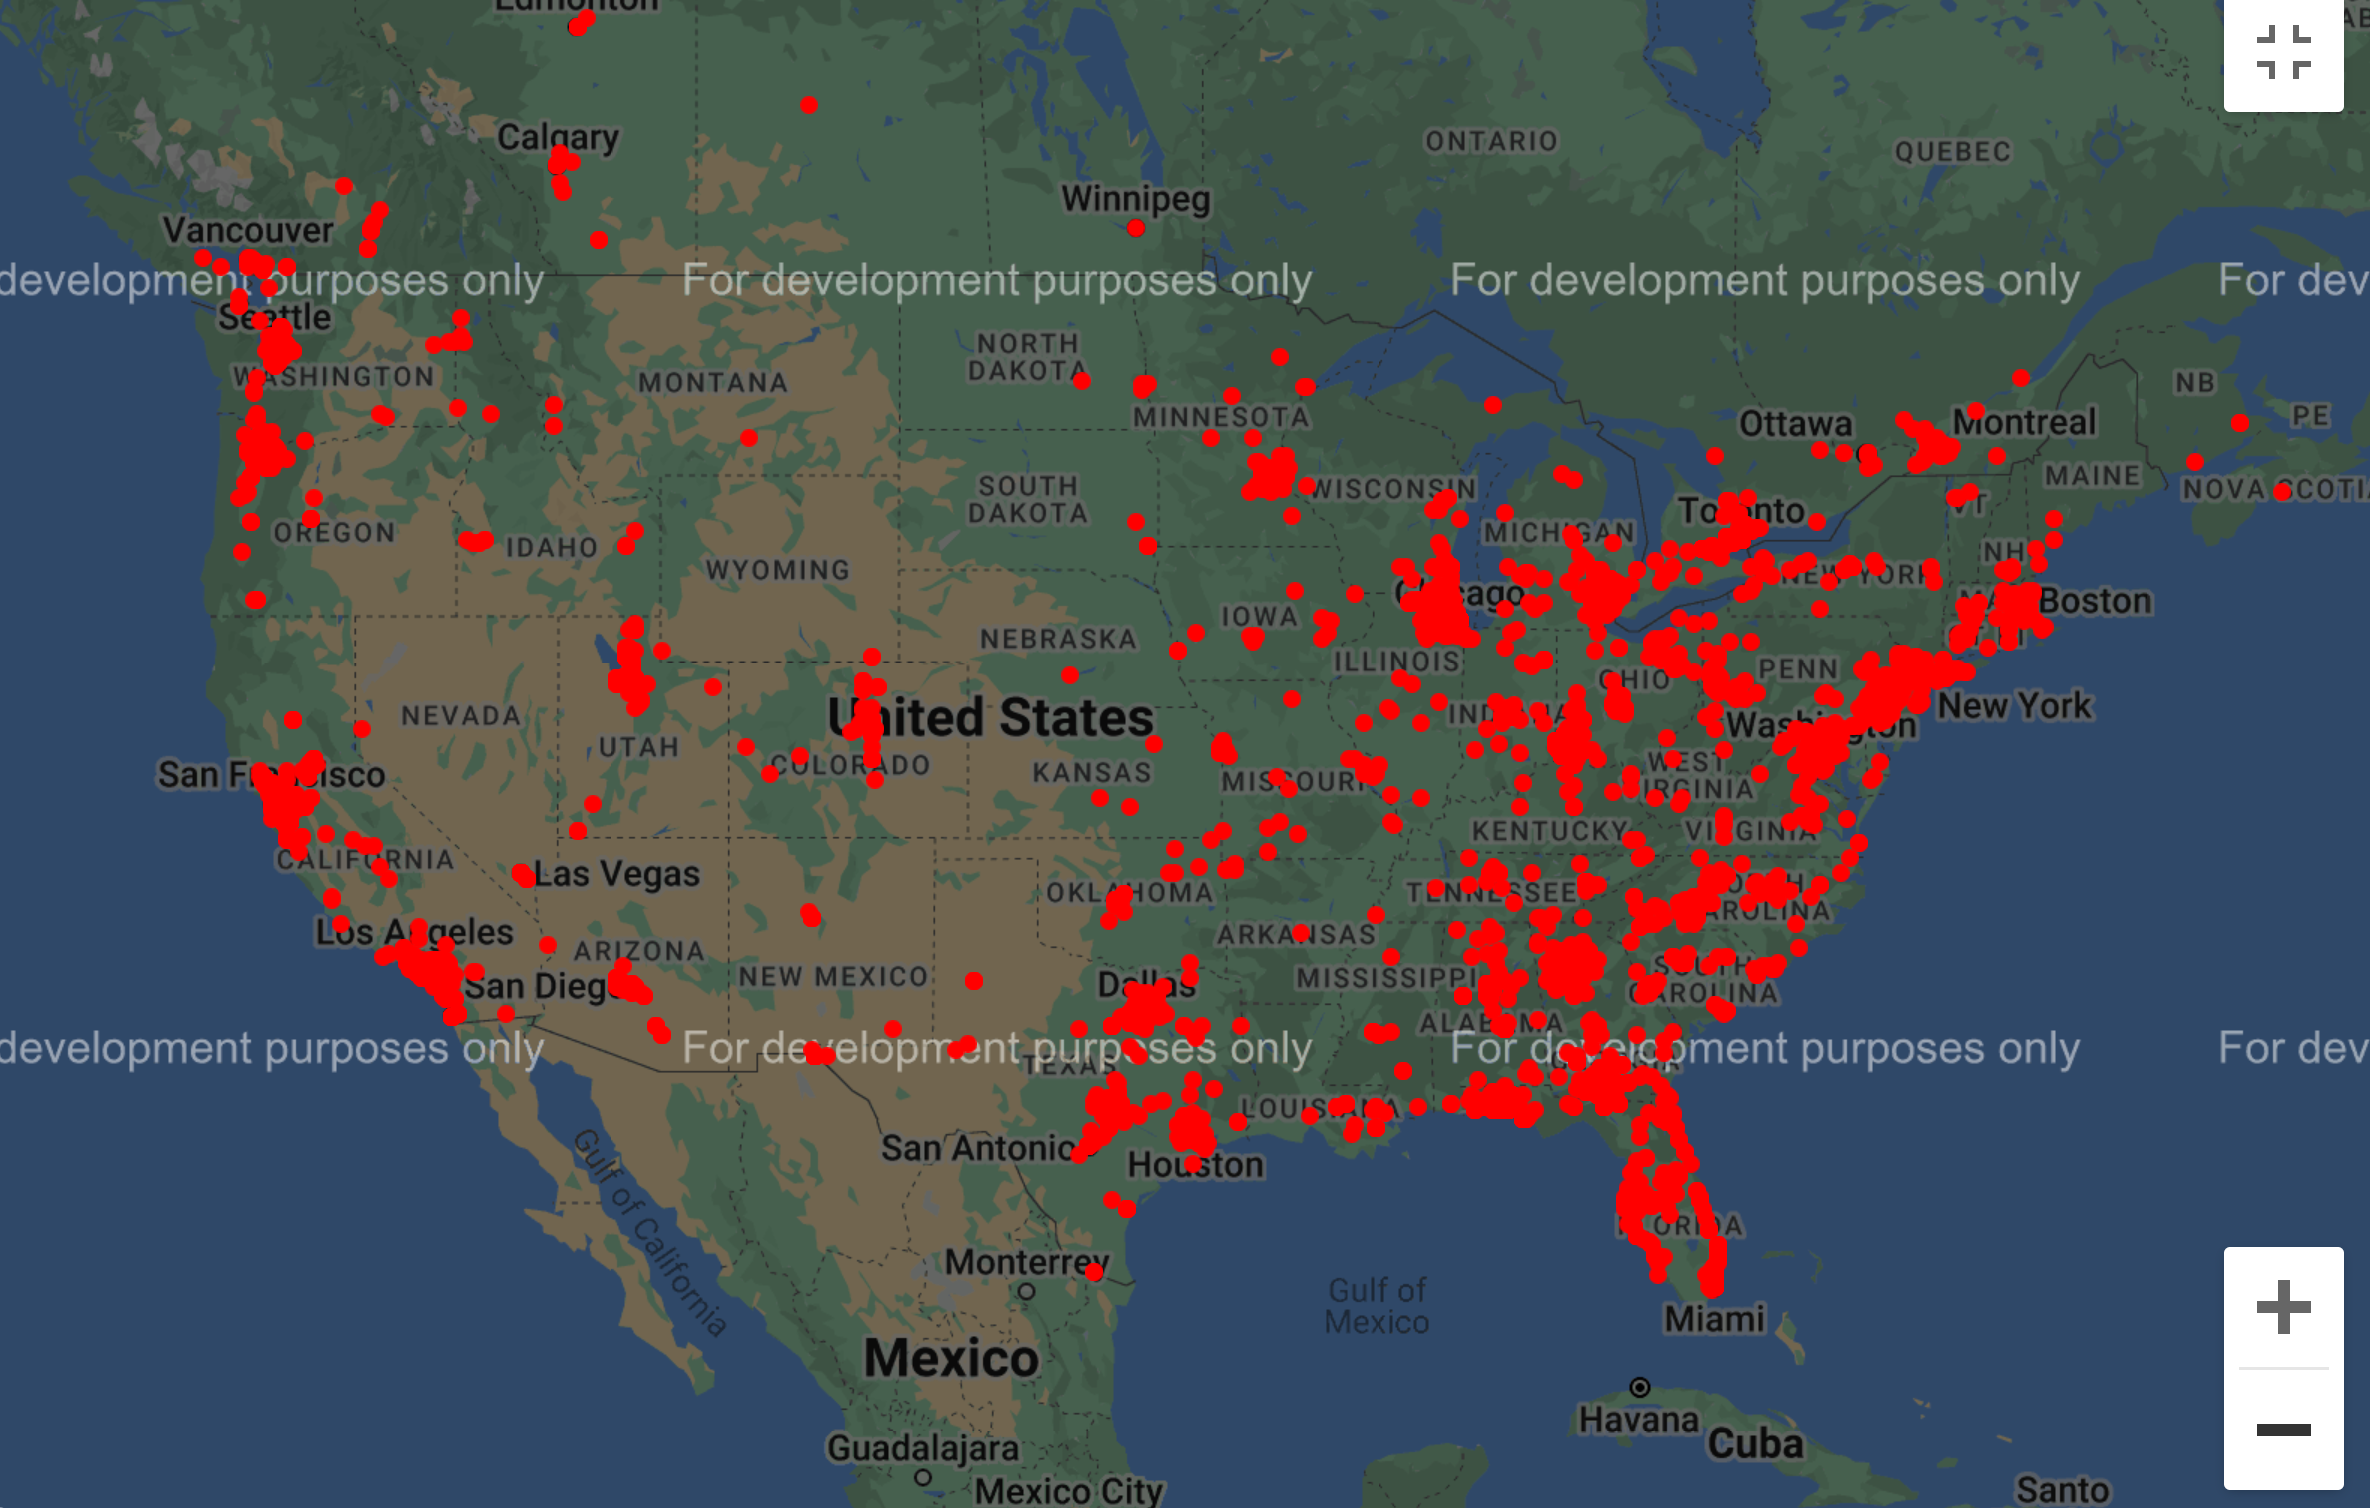 Edmonton
Calgary
ONTARIO
QUEBEC
Winnipeg
Vancouver
development purposes only
For development purposes only
For development purposes only
For dev
Seattle
WASHINGTON
MONTANA
NORTH
DAKOTA
MINNESOTA
NB
PE
Ottawa
Montreal
MAINE
NOVA SCOTIA
SOUTH
DAKOTA
WISCONSIN
VT
Toronto
MICHIGAN
OREGON
IDAHO
WYOMING
NH
NEW YORK
MA
Boston
CT RI
Chicago
IOWA
NEBRASKA
ILLINOIS
OHIO
PENN
New York
NEVADA
United States
INDIANA
Washington
UTAH
COLORADO
KANSAS
MISSOURI
WEST
VIRGINIA
San Francisco
KENTUCKY
VIRGINIA
CALIFORNIA
Las Vegas
OKLAHOMA
TENNESSEE
NORTH
CAROLINA
Los Angeles
ARIZONA
ARKANSAS
NEW MEXICO
MISSISSIPPI
SOUTH
CAROLINA
San Diego
Dallas
ALABAMA
development purposes only
For development purposes only
For development purposes only
For dev
TEXAS
GEORGIA
LOUISIANA
San Antonio
Houston
Gulf of California
FLORIDA
Monterrey
Gulf of
Mexico
Miami
Mexico
Havana
Cuba
Guadalajara
Mexico City
Santo